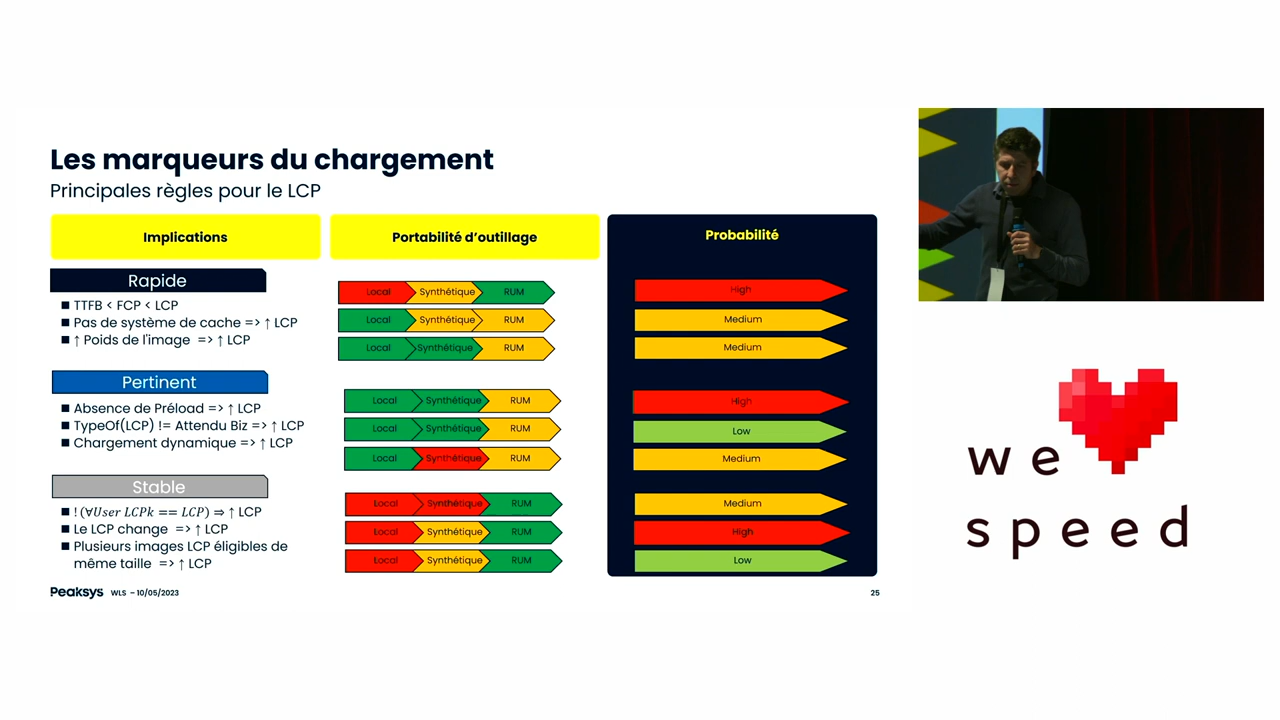 Les marqueurs du chargement
Principales règles pour le LCP
Implications
Portabilité d'outillage
Probabilité
Rapide
■ TTFB < FCP < LCP
■ Pas de système de cache => ↑ LCP
■ ↑ Poids de l'image => ↑ LCP
Local Synthétique RUM
Local Synthétique RUM
Local Synthétique RUM
High
Medium
Medium
Pertinent
■ Absence de Préload => ↑ LCP
■ TypeOf(LCP) != Attendu Biz => ↑ LCP
■ Chargement dynamique => ↑ LCP
Local Synthétique RUM
Local Synthétique RUM
Local Synthétique RUM
High
Low
Medium
Stable
■ ! (∀User LCPk == LCP) ⇒ ↑ LCP
■ Le LCP change => ↑ LCP
■ Plusieurs images LCP éligibles de
même taille => ↑ LCP
Local Synthétique RUM
Local Synthétique RUM
Local Synthétique RUM
Medium
High
Low
Peaksys WLS – 10/05/2023
25
we
speed